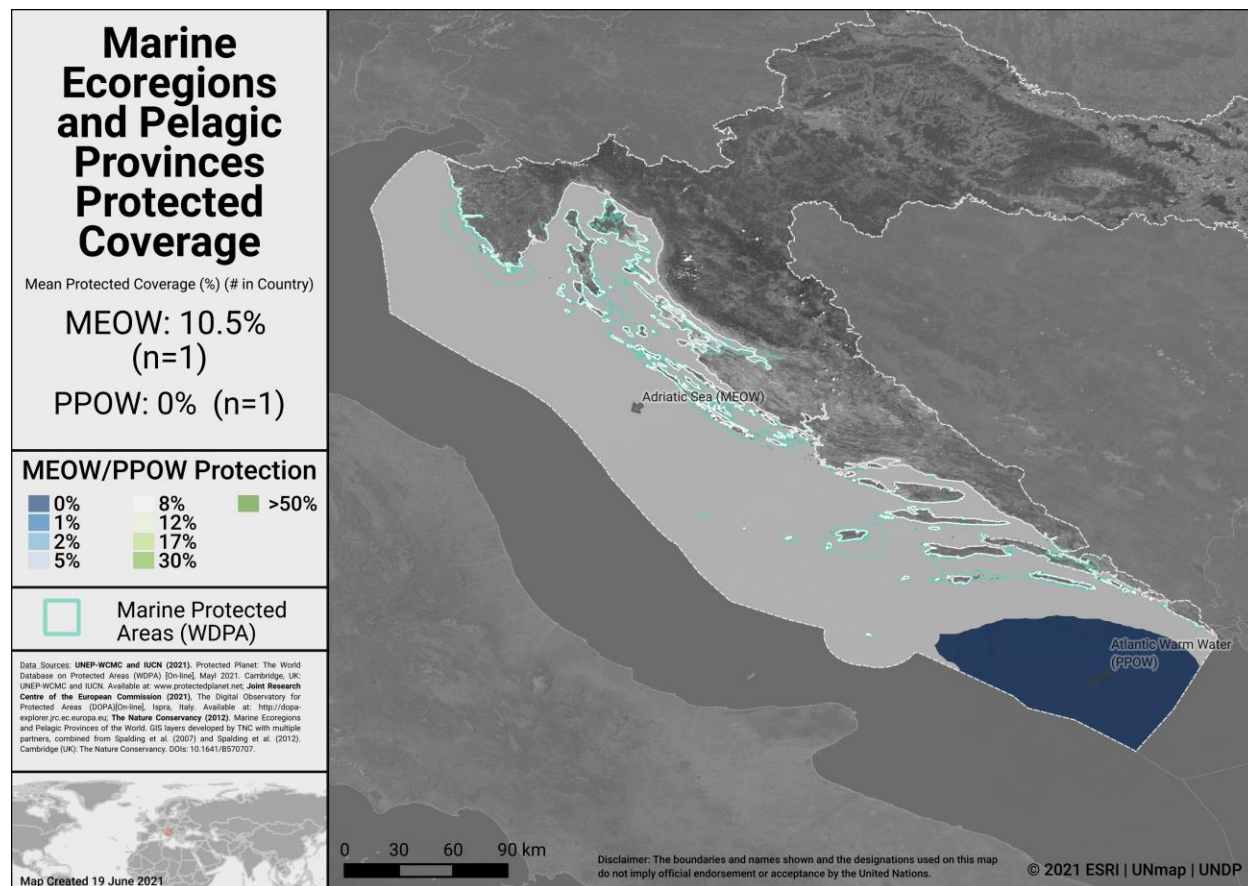 Marine
Ecoregions
and Pelagic
Provinces
Protected
Coverage
Mean Protected Coverage (%) (# in Country)
MEOW: 10.5%
(n=1)
PPOW: 0% (n=1)
MEOW/PPOW Protection
0%
1%
2%
5%
8%
12%
17%
30%
>50%
Marine Protected
Areas (WDPA)
Data Sources: UNEP-WCMC and IUCN (2021). Protected Planet: The World
Database on Protected Areas (WDPA) [On-line], Mayl 2021. Cambridge, UK:
UNEP-WCMC and IUCN. Available at: www.protectedplanet.net; Joint Research
Centre of the European Commission (2021), The Digital Observatory for
Protected Areas (DOPA)[On-line], Ispra, Italy. Available at: http://dopa-
explorer.jrc.ec.europa.eu; The Nature Conservancy (2012). Marine Ecoregions
and Pelagic Provinces of the World. GIS layers developed by TNC with multiple
partners, combined from Spalding et al. (2007) and Spalding et al. (2012).
Cambridge (UK): The Nature Conservancy. DOIs: 10.1641/B570707.
Map Created 19 June 2021
Adriatic Sea (MEOW)
Atlantic Warm Water
(PPOW)
0 30 60 90 km
Disclaimer: The boundaries and names shown and the designations used on this map
do not imply official endorsement or acceptance by the United Nations.
© 2021 ESRI | UNmap | UNDP